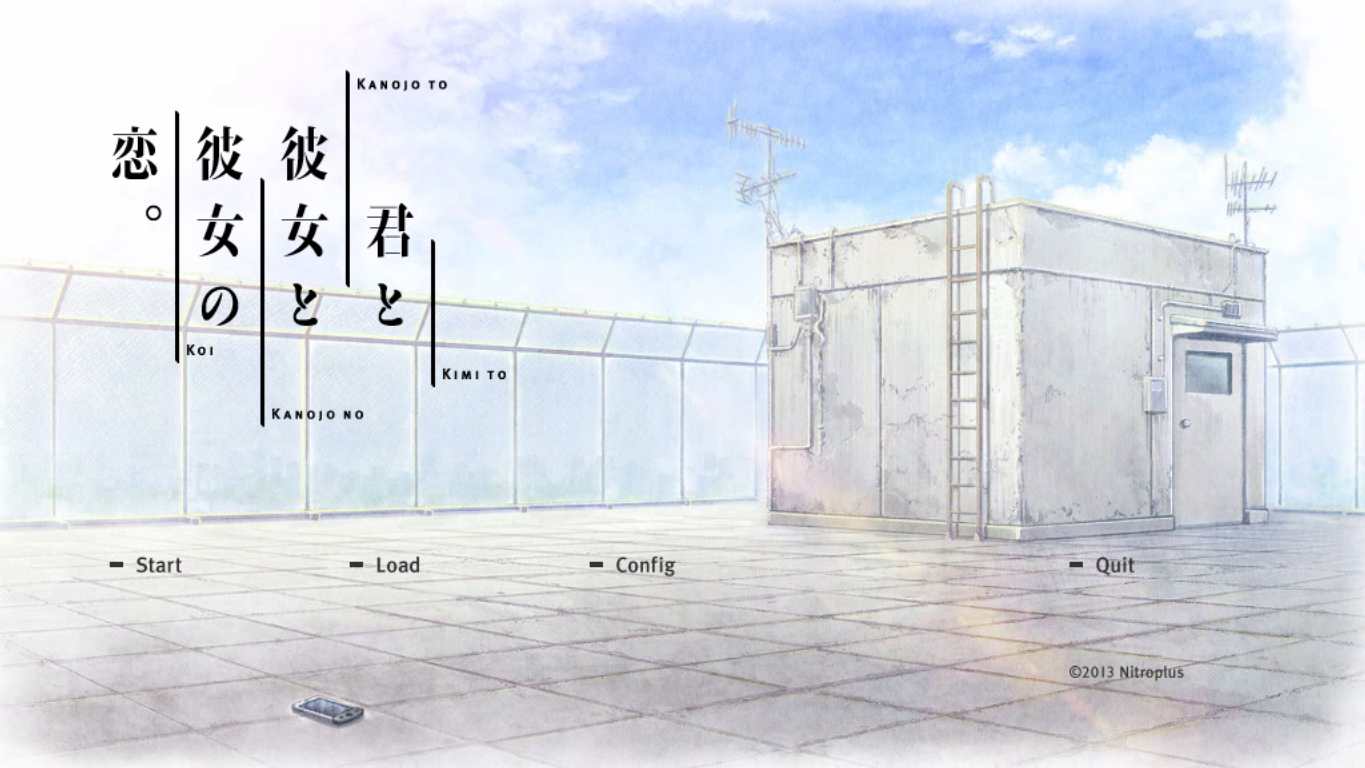 君と
Kimi to
彼女と
Kanojo to
彼女の
Kanojo no
恋。
Koi
Start
Load
Config
Quit
©2013 Nitroplus